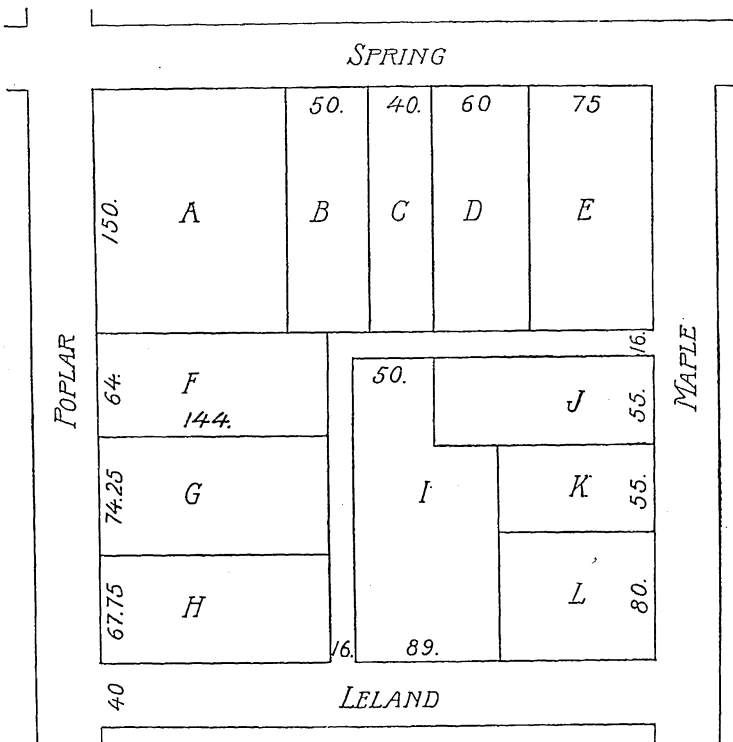 SPRING
50. 40. 60 75
150. A B C D E
POPLAR
MAPLE
16.
64. F 144.
50. J 55.
74.25 G I K 55.
67.75 H L 80.
16. 89.
40 LELAND